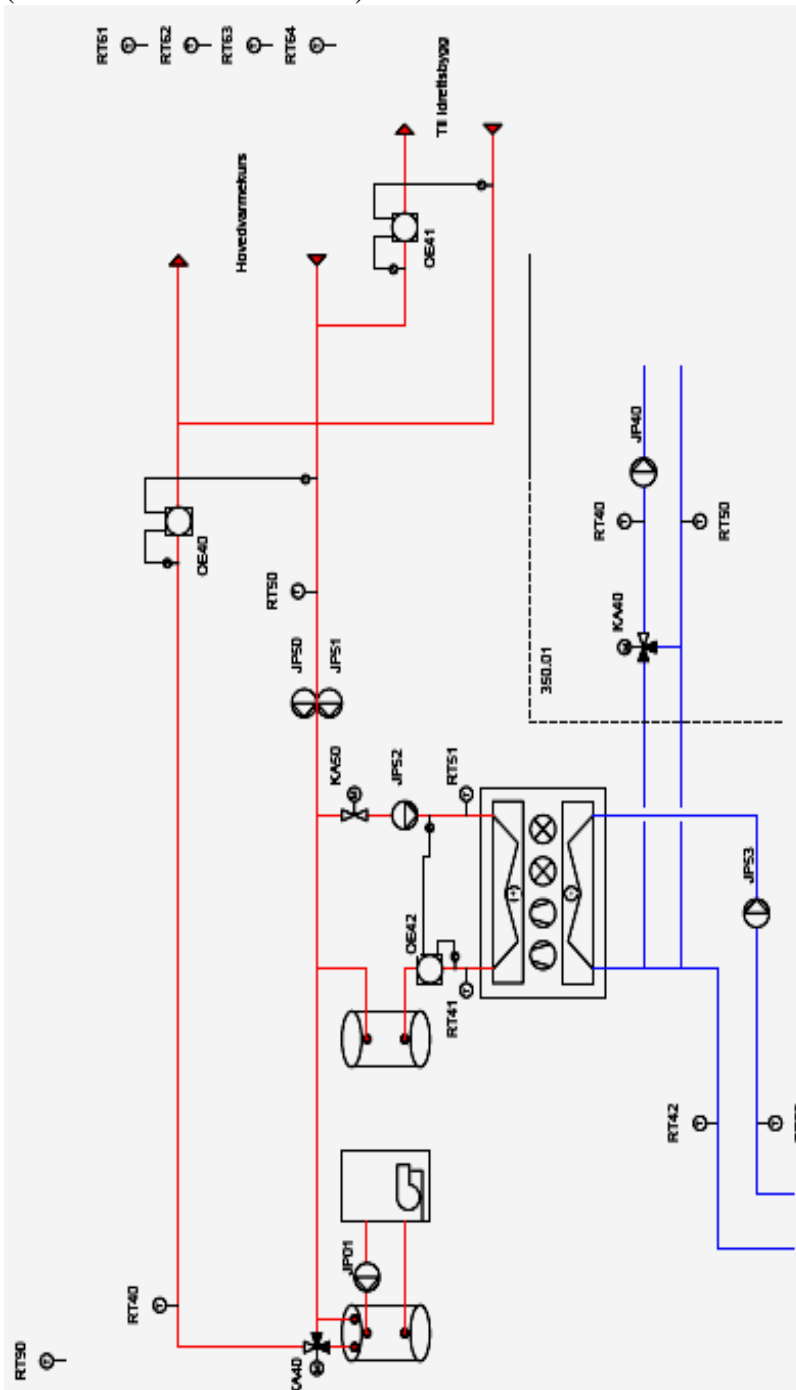 RT61
RT62
RT63
RT64
Til Idrettsbygg
Hovedvarmekurs
OE41
OE40
RT50
JP50
JP51
JP40
RT40
RT50
KA40
350.01
KA50
JP52
RT51
OE42
RT41
(+)
(-)
JP53
RT42
JP01
RT40
KA40
RT90